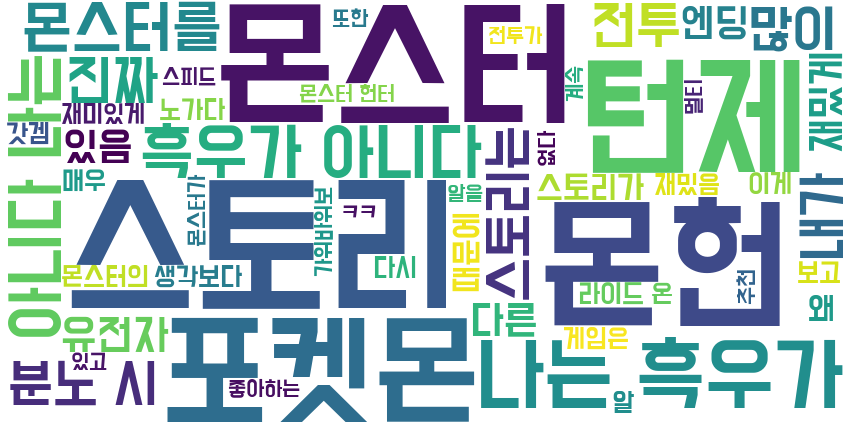 몬스터를
몬스터
또한
전투가
전투
엔딩
많이
진짜
스피드
몬스터 헌터
계속
멀티
턴제
재밌게
는
재미있게
노가다
갓겜
있음
흑우가 아니다
없다
매우
아니다
스토리
몬스터가
가위바위보
ㅋㅋ
알을
스토리는
스토리가
재밌음
이게
내가
몬스터의
생각보다
다시
때문에
몬헌
라이드 온
추천
보고
왜
유전자
포켓몬
다른
게임은
있고
분노 시
좋아하는
나는 흑우가
알